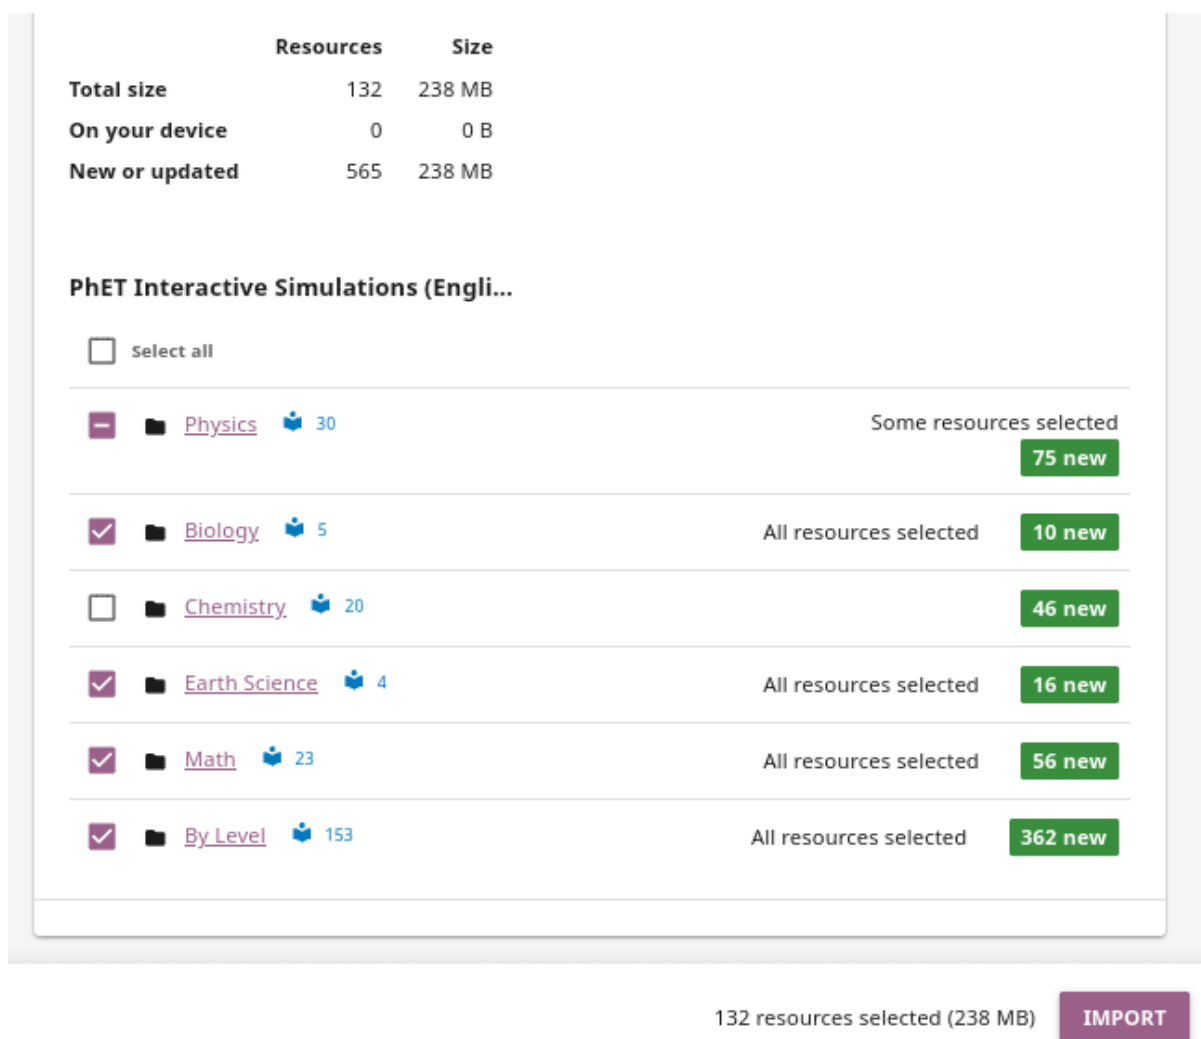 Resources Size
Total size 132 238 MB
On your device 0 0 B
New or updated 565 238 MB
PhET Interactive Simulations (Engli...
Select all
Physics 30 Some resources selected
75 new
Biology 5 All resources selected 10 new
Chemistry 20 46 new
Earth Science 4 All resources selected 16 new
Math 23 All resources selected 56 new
By Level 153 All resources selected 362 new
132 resources selected (238 MB) IMPORT